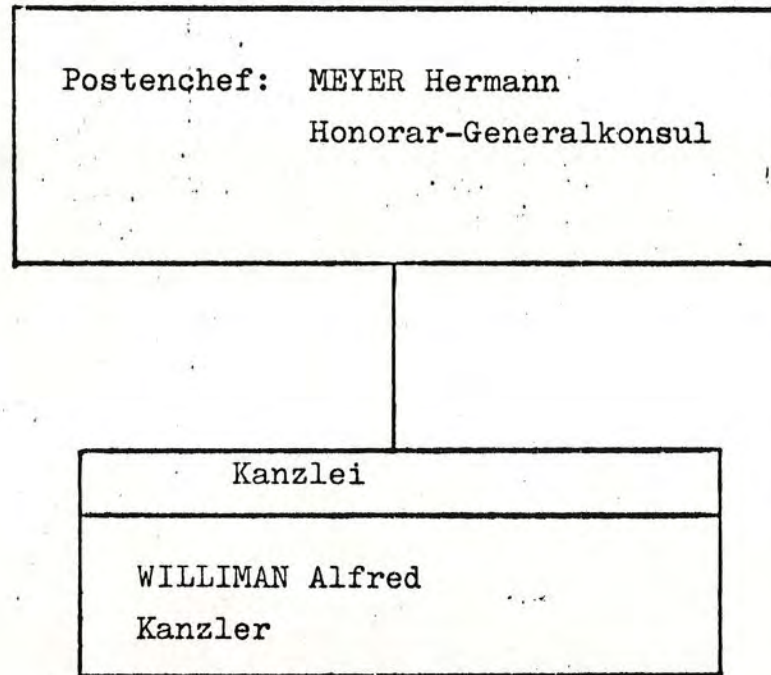 Postenchef: MEYER Hermann
Honorar-Generalkonsul
Kanzlei
WILLIMAN Alfred
Kanzler